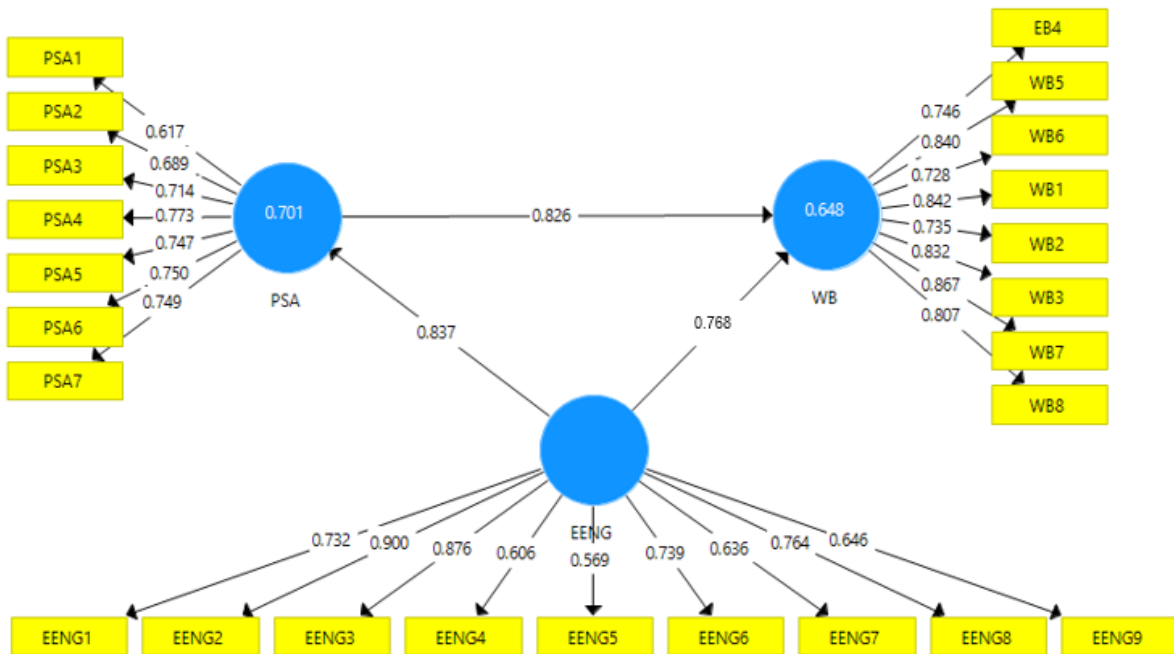 EB4
PSA1
WB5
PSA2
0.746
0.617
0.840
WB6
PSA3
0.689
0.728
0.714
0.842
WB1
PSA4
0.773
0.701
0.826
0.648
0.735
0.747
0.832
WB2
PSA5
0.750
0.867
0.749
0.807
PSA
WB
WB3
PSA6
0.837
0.768
WB7
PSA7
WB8
EENG
0.732
0.900
0.876
0.606
0.569
0.739
0.636
0.764
0.646
EENG1
EENG2
EENG3
EENG4
EENG5
EENG6
EENG7
EENG8
EENG9